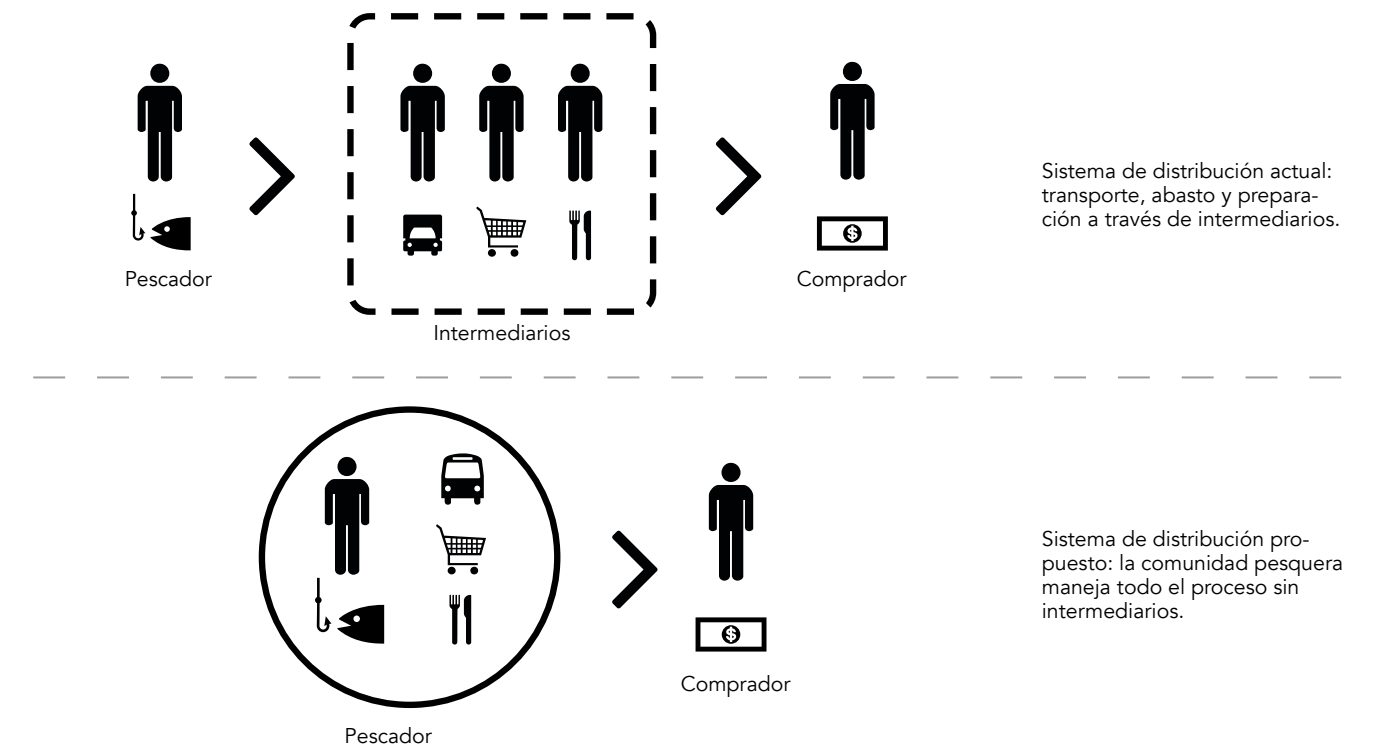 Pescador
Intermediarios
Comprador
Sistema de distribución actual:
transporte, abasto y prepara-
ción a través de intermediarios.
$
Pescador
Comprador
$
Sistema de distribución pro-
puesto: la comunidad pesquera
maneja todo el proceso sin
intermediarios.